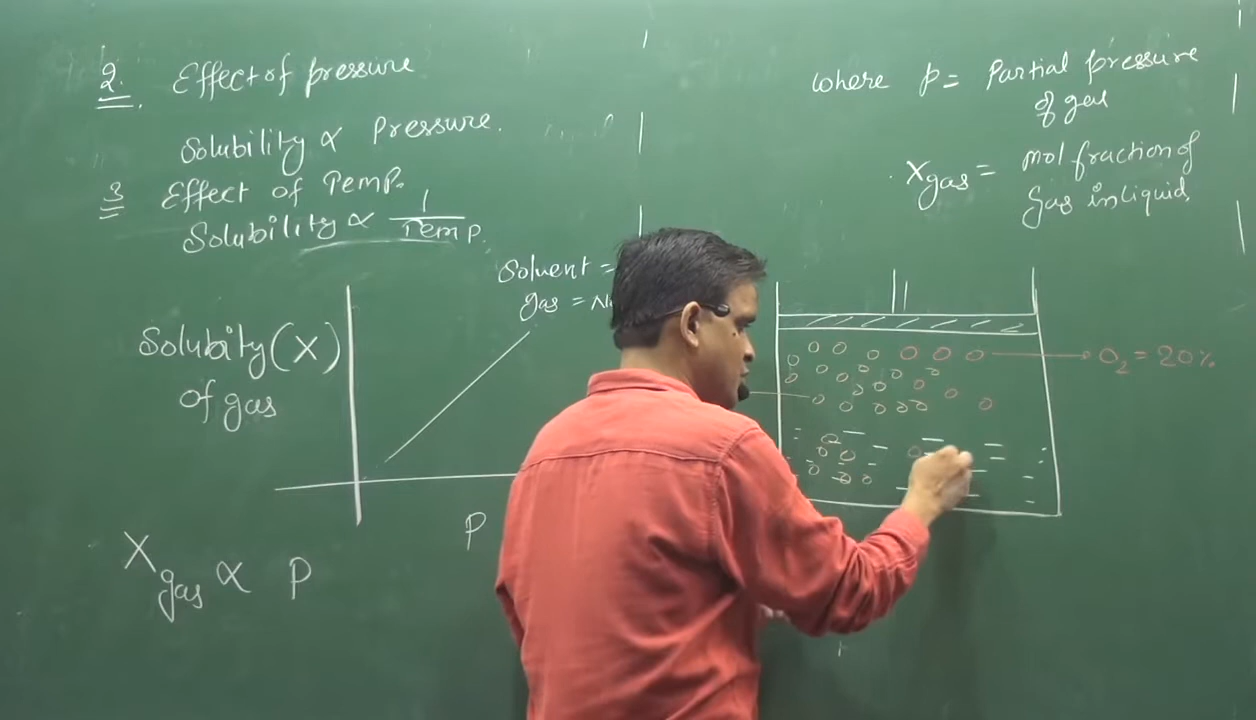 2. Effect of pressure
Solubility ∝ Pressure.
3 Effect of Temp.
Solubility ∝ 1/Temp.
Solvent =
gas = N
Solubity (X)
of gas
P
X gas ∝ P
where P = Partial pressure
of gas
X gas = mol fraction of
gas in liquid
O₂ = 20%